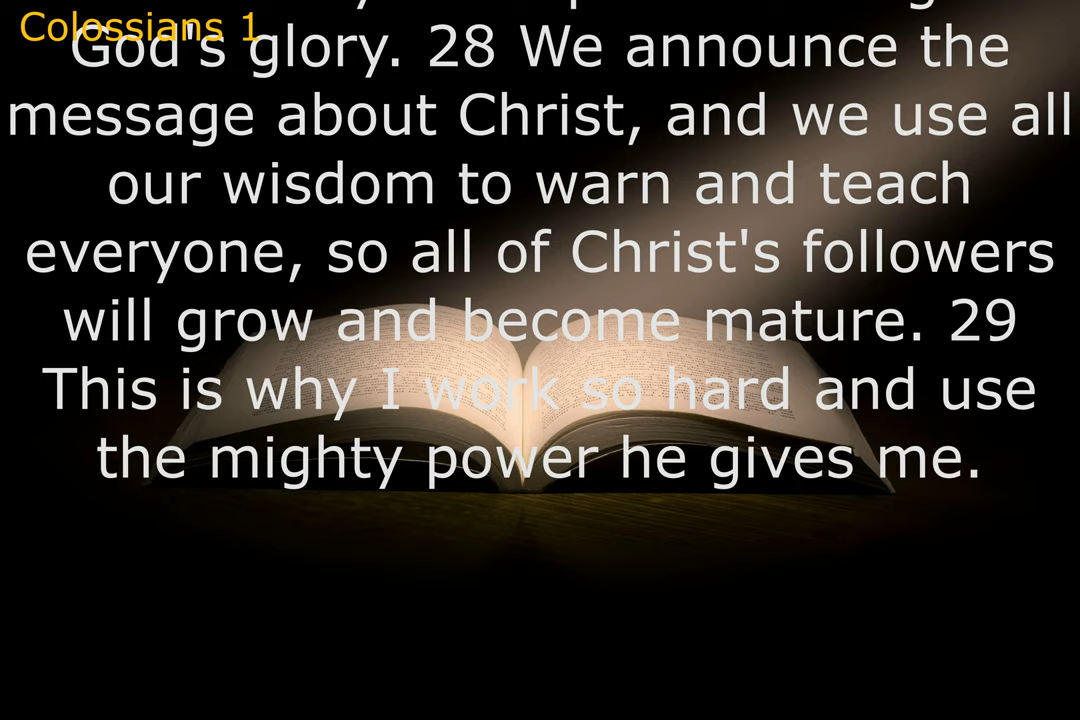 Colossians 1
God's glory. 28 We announce the
message about Christ, and we use all
our wisdom to warn and teach
everyone, so all of Christ's followers
will grow and become mature. 29
This is why I work so hard and use
the mighty power he gives me.